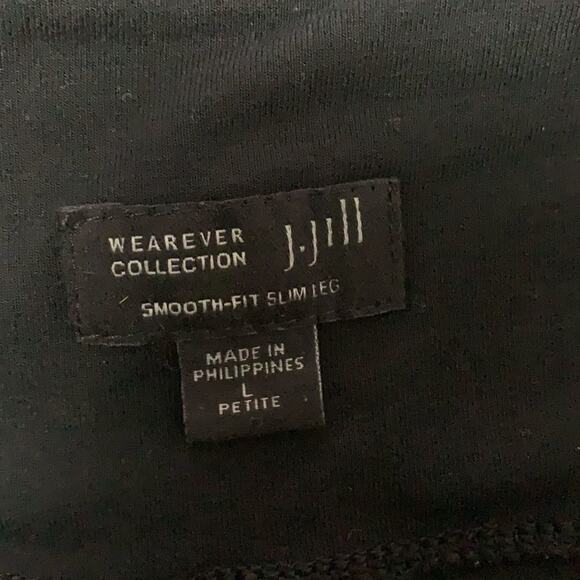 WEAREVER
COLLECTION
J.Jill
SMOOTH-FIT SLIM LEG
MADE IN
PHILIPPINES
L
PETITE